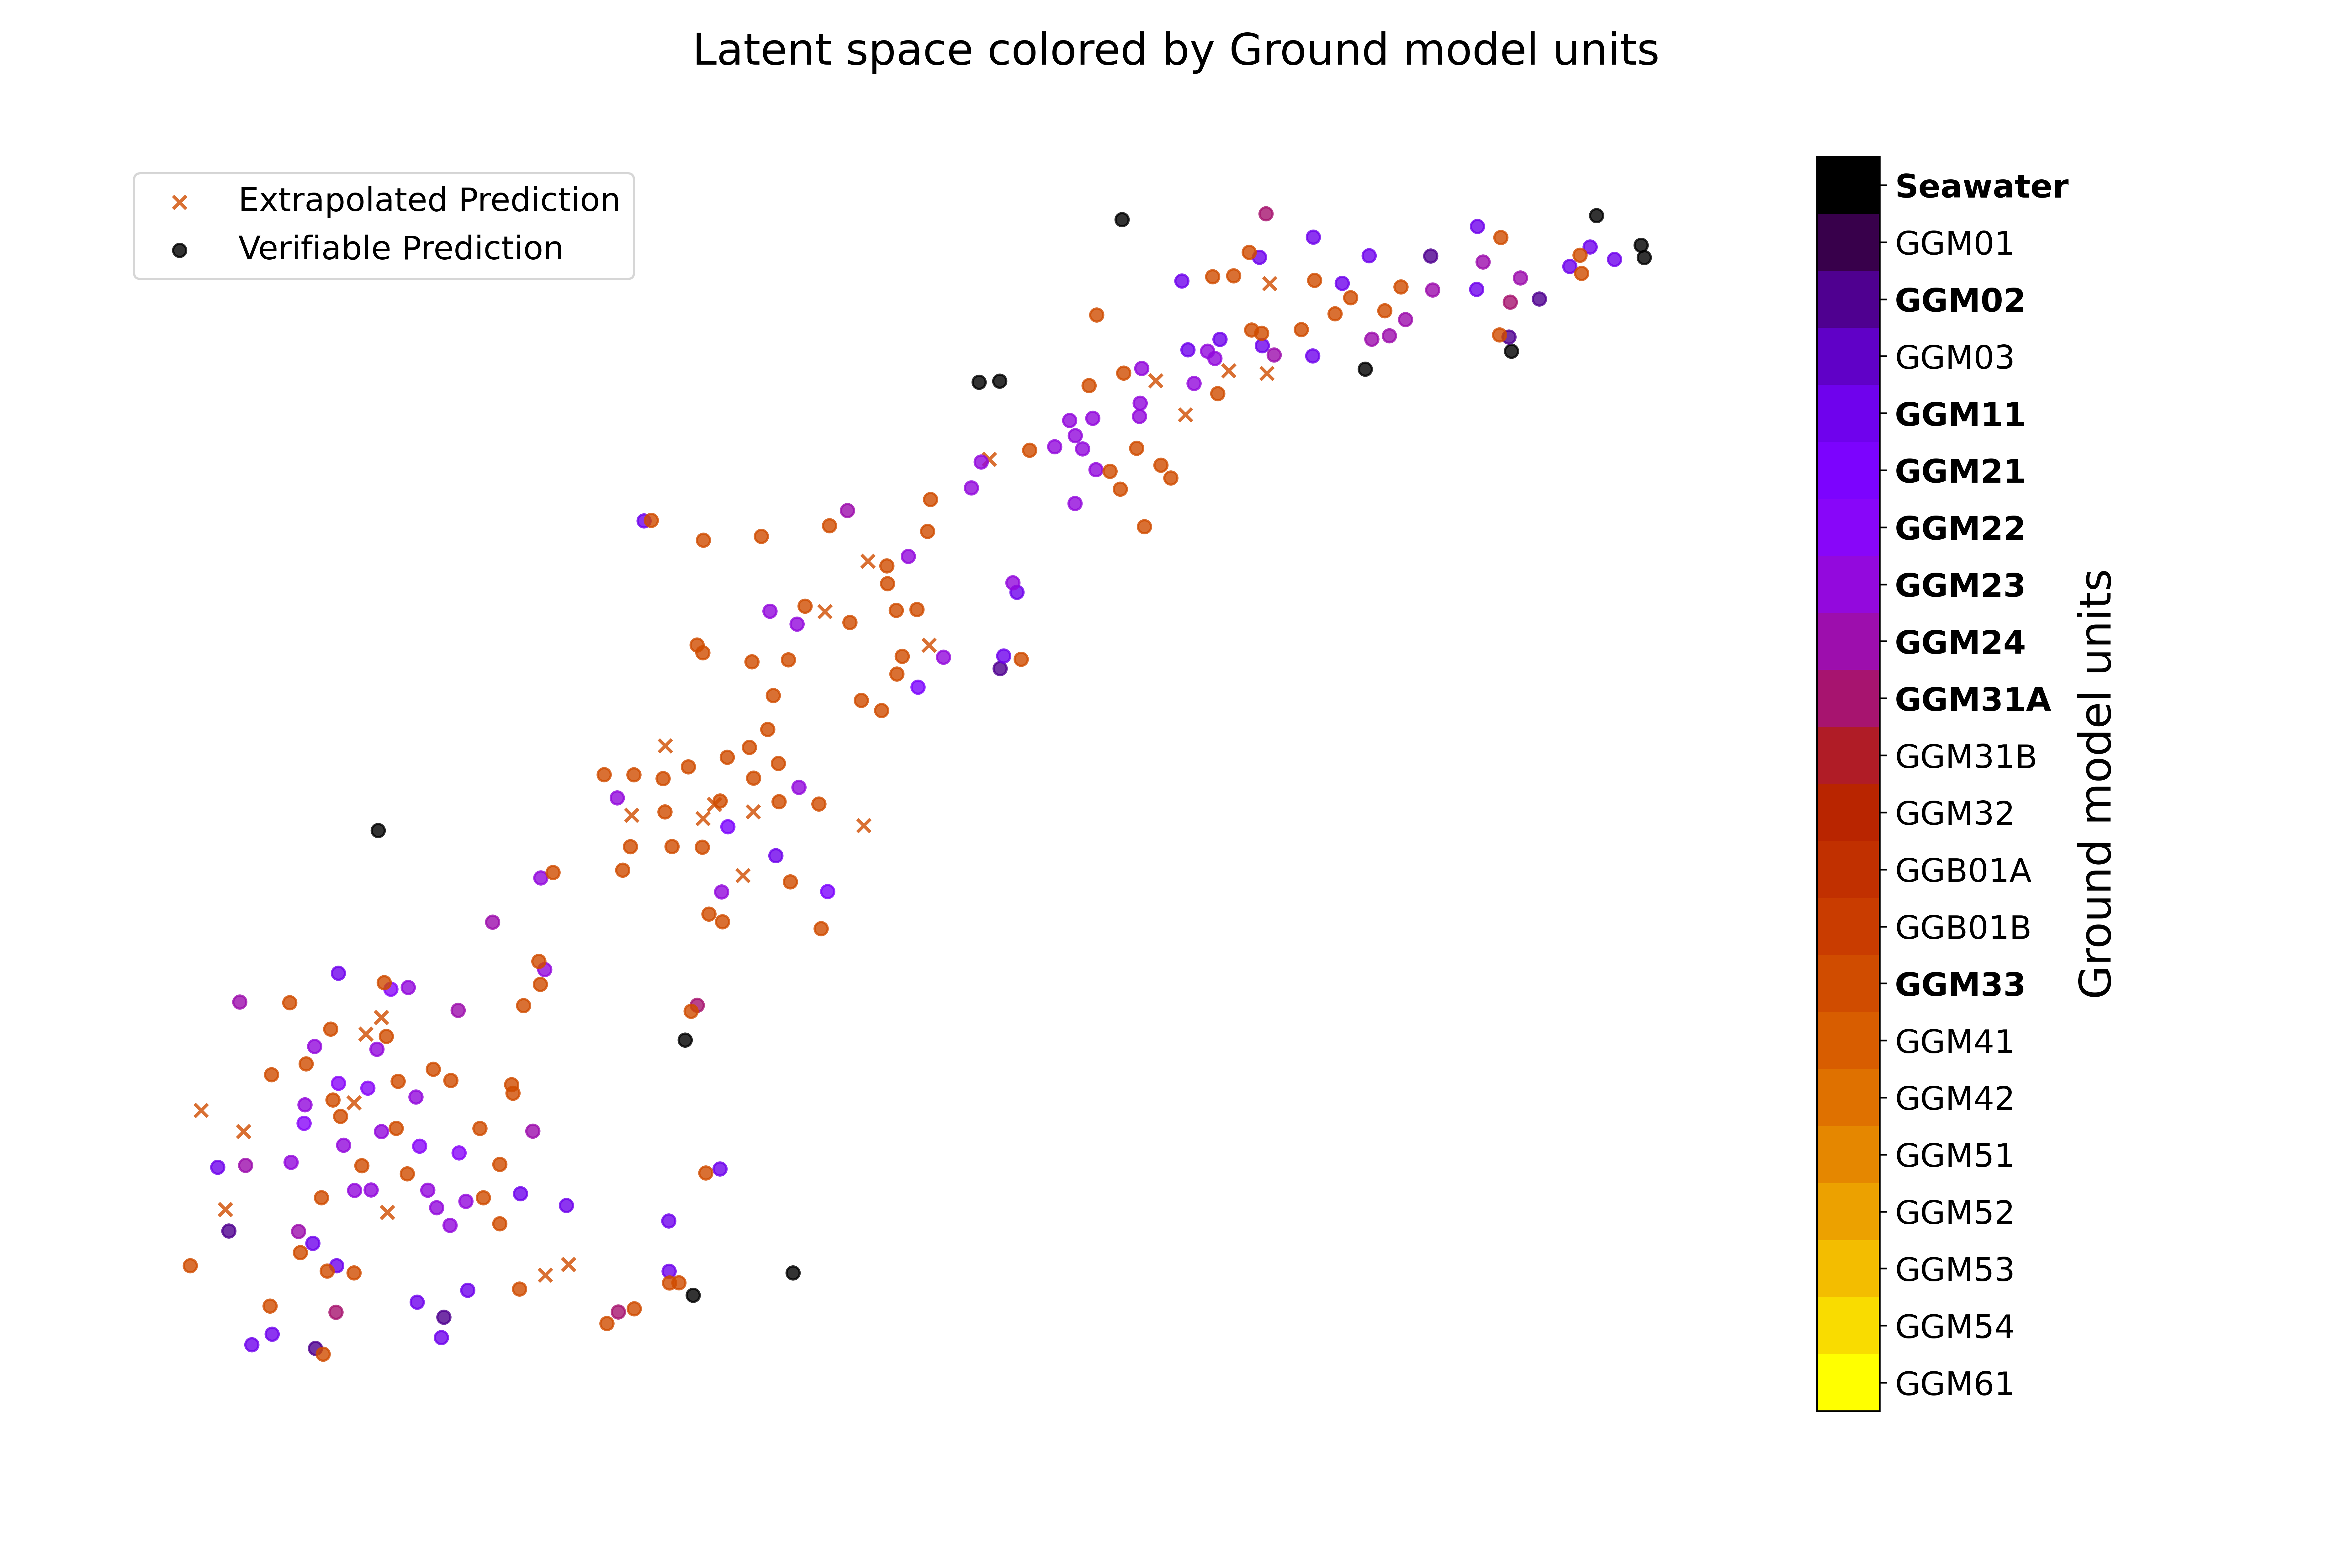 Latent space colored by Ground model units
Extrapolated Prediction
Verifiable Prediction
Seawater
GGM01
GGM02
GGM03
GGM11
GGM21
GGM22
GGM23
GGM24
GGM31A
GGM31B
GGM32
GGB01A
GGB01B
GGM33
GGM41
GGM42
GGM51
GGM52
GGM53
GGM54
GGM61
Ground model units